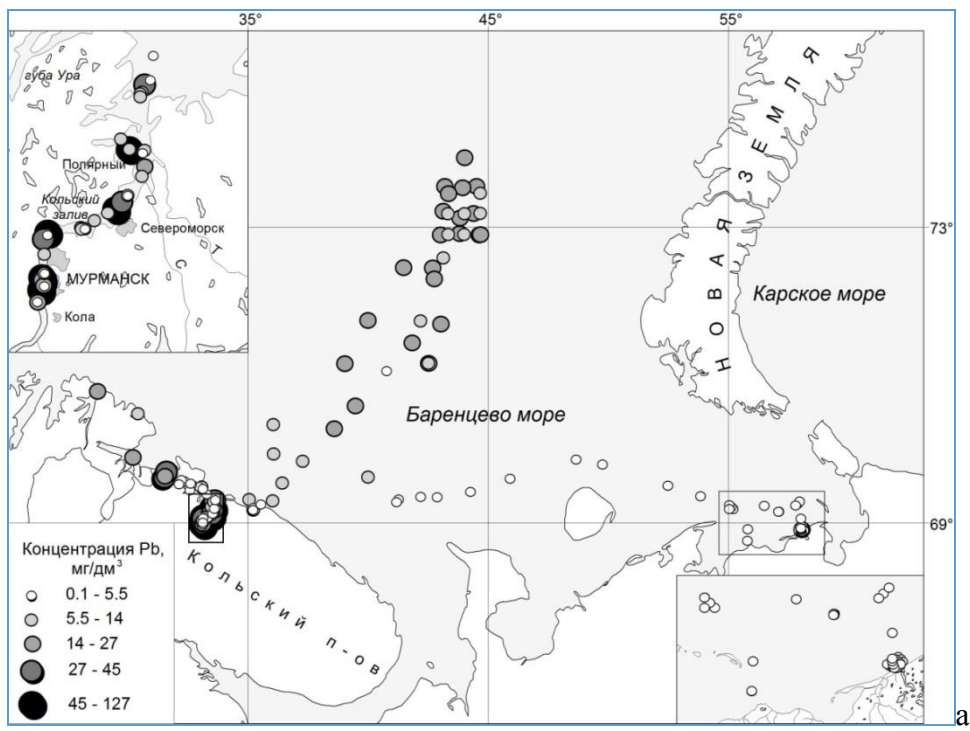 35°
45°
55°
губа Ура
Полярный
Кольский
залив
Североморск
МУРМАНСК
Кола
С Т
НОВАЯ ЗЕМЛЯ
73°
Карское море
Баренцево море
69°
Кольский п-ов
Концентрация Pb,
мг/дм³
0.1 - 5.5
5.5 - 14
14 - 27
27 - 45
45 - 127
а